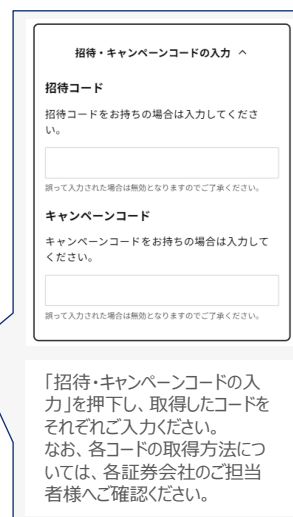 招待・キャンペーンコードの入力 ^
招待コード
招待コードをお持ちの場合は入力してくださ
い。
誤って入力された場合は無効となりますのでご了承ください。
キャンペーンコード
キャンペーンコードをお持ちの場合は入力して
ください。
誤って入力された場合は無効となりますのでご了承ください。
「招待・キャンペーンコードの入
力」を押下し、取得したコードを
それぞれご入力ください。
なお、各コードの取得方法につ
いては、各証券会社のご担当
者様へご確認ください。